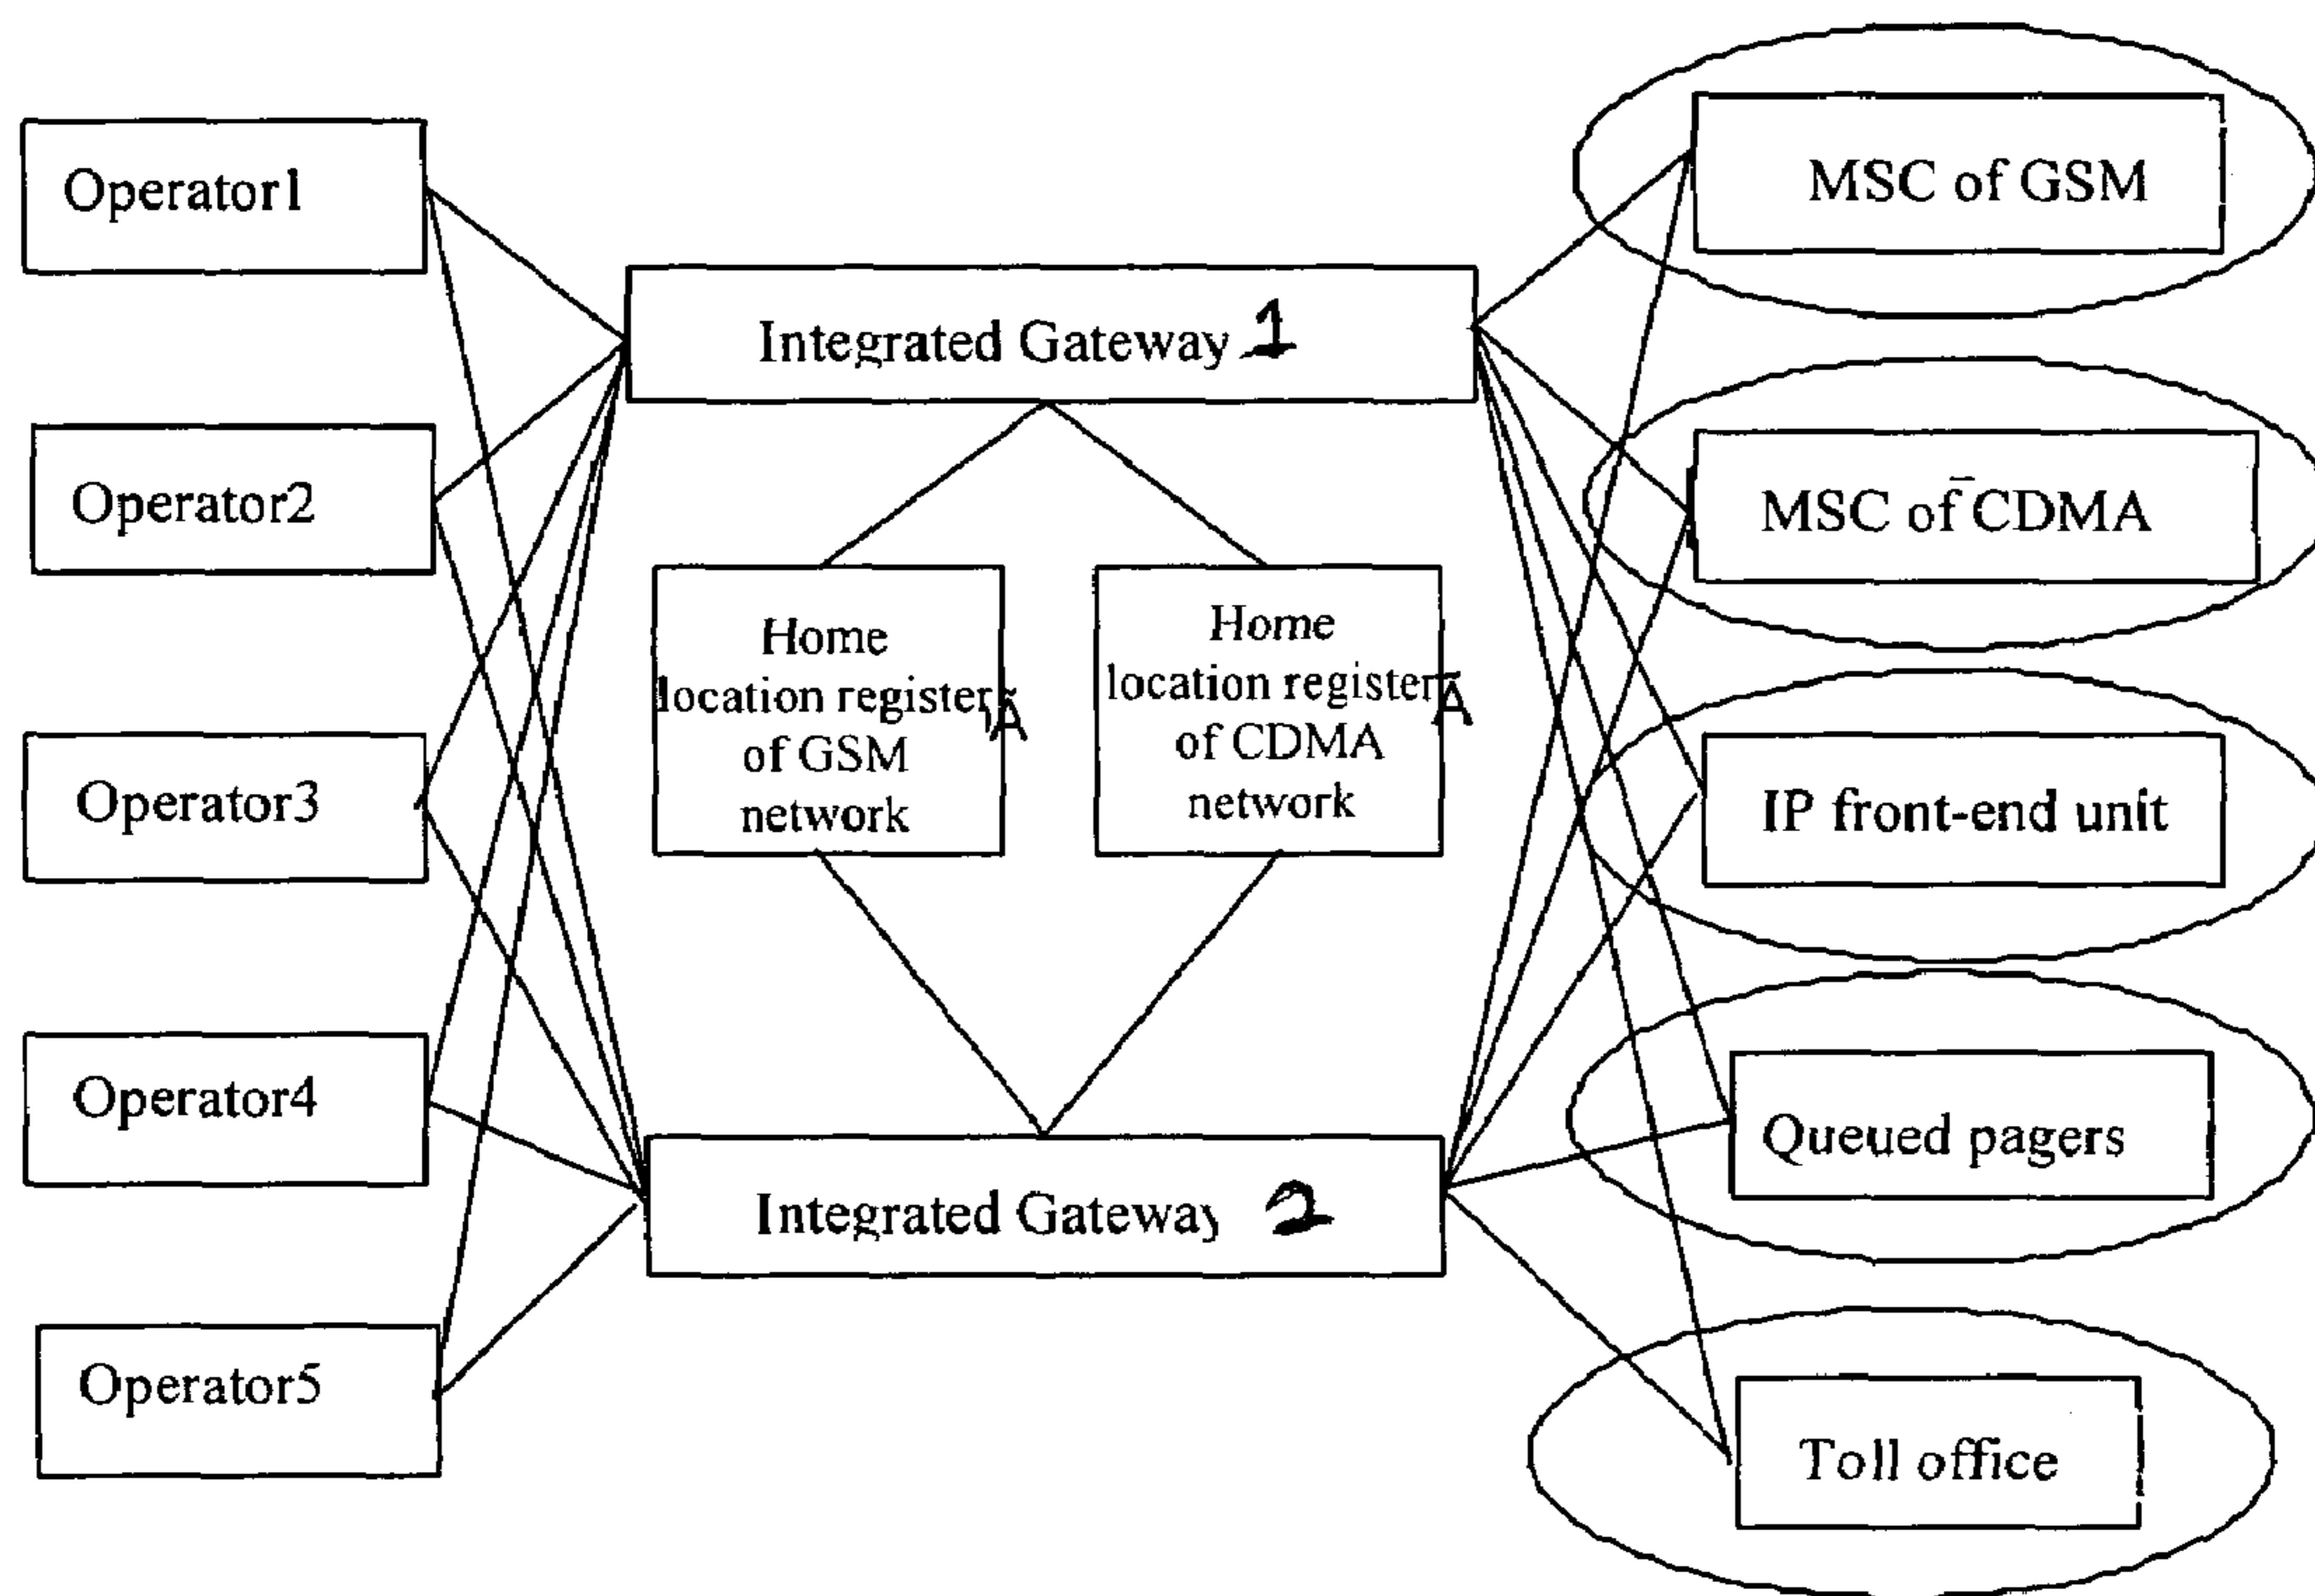 Operator1
Operator2
Operator3
Operator4
Operator5
Integrated Gateway 1
Home
location register
Ã
of GSM
network
Home
location register
Ã
of CDMA
network
Integrated Gateway 2
MSC of GSM
MSC of CDMA
IP front-end unit
Queued pagers
Toll office